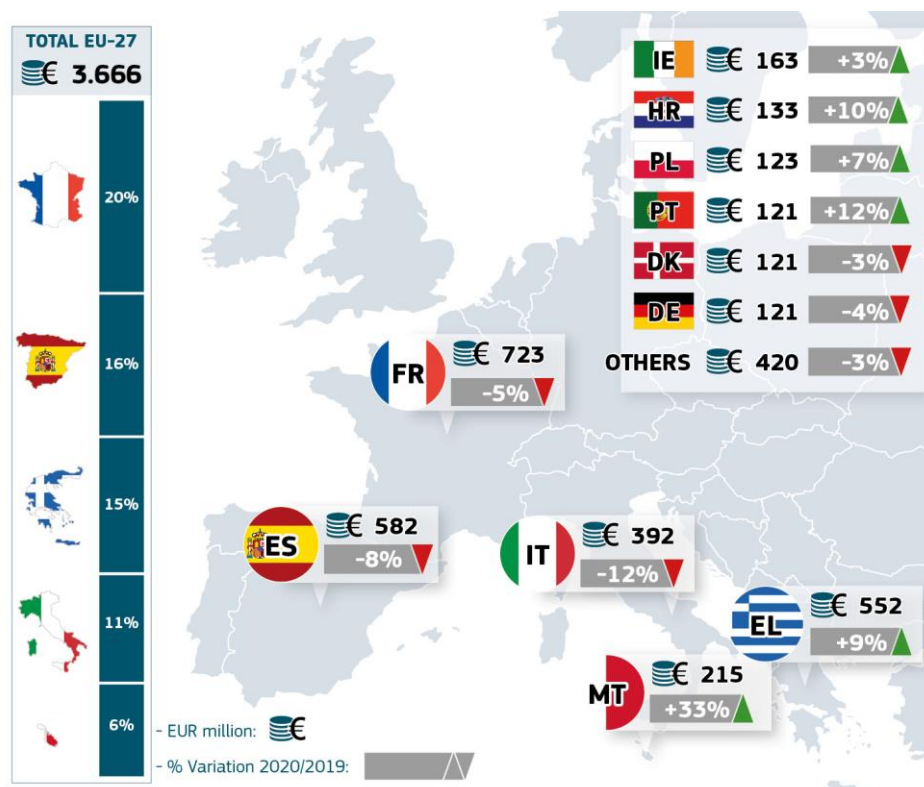 TOTAL EU-27
€ 3.666
20%
16%
15%
11%
6%
IE € 163 +3%
HR € 133 +10%
PL € 123 +7%
PT € 121 +12%
DK € 121 -3%
DE € 121 -4%
OTHERS € 420 -3%
FR € 723
-5%
ES € 582
-8%
IT € 392
-12%
EL € 552
+9%
MT € 215
+33%
- EUR million: €
- % Variation 2020/2019: